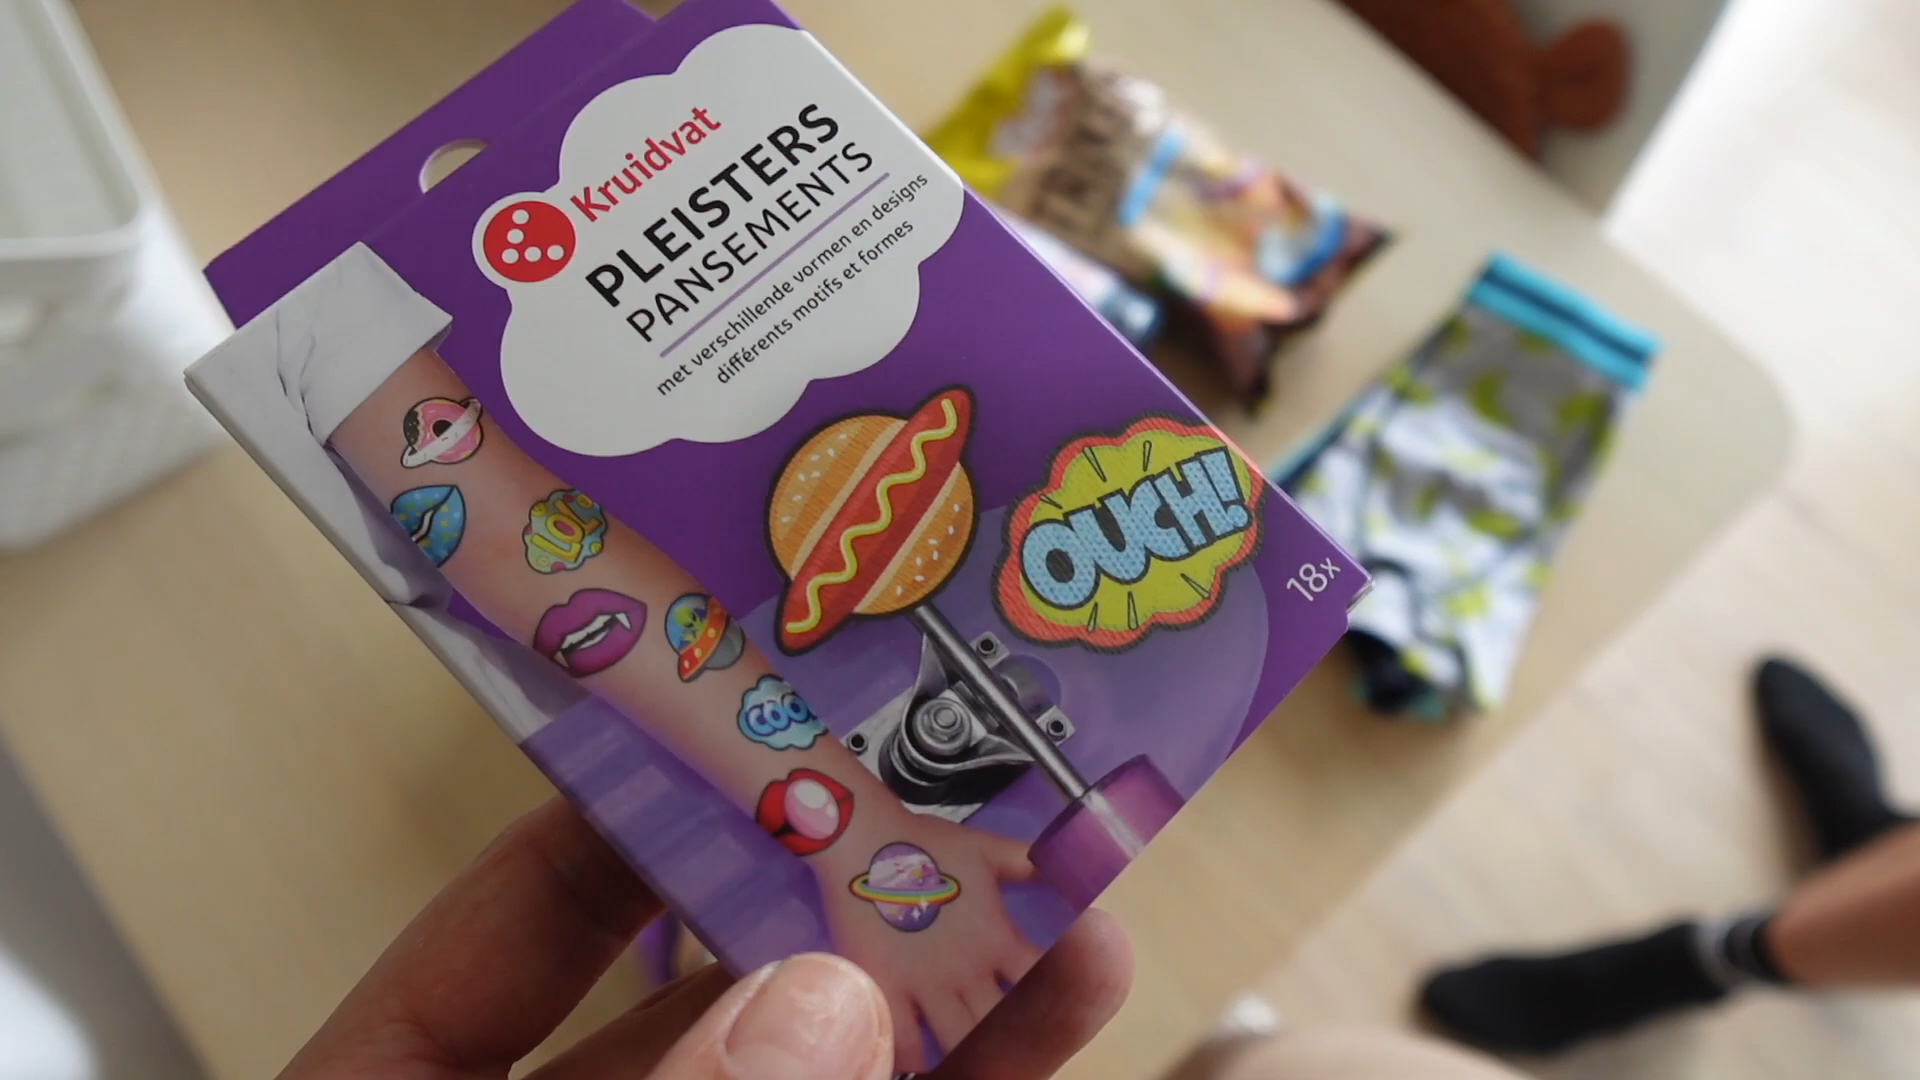 Kruidvat
PLEISTERS
PANSEMENTS
met verschillende vormen en designs
différents motifs et formes
LOL
OUCH!
18x
COOL